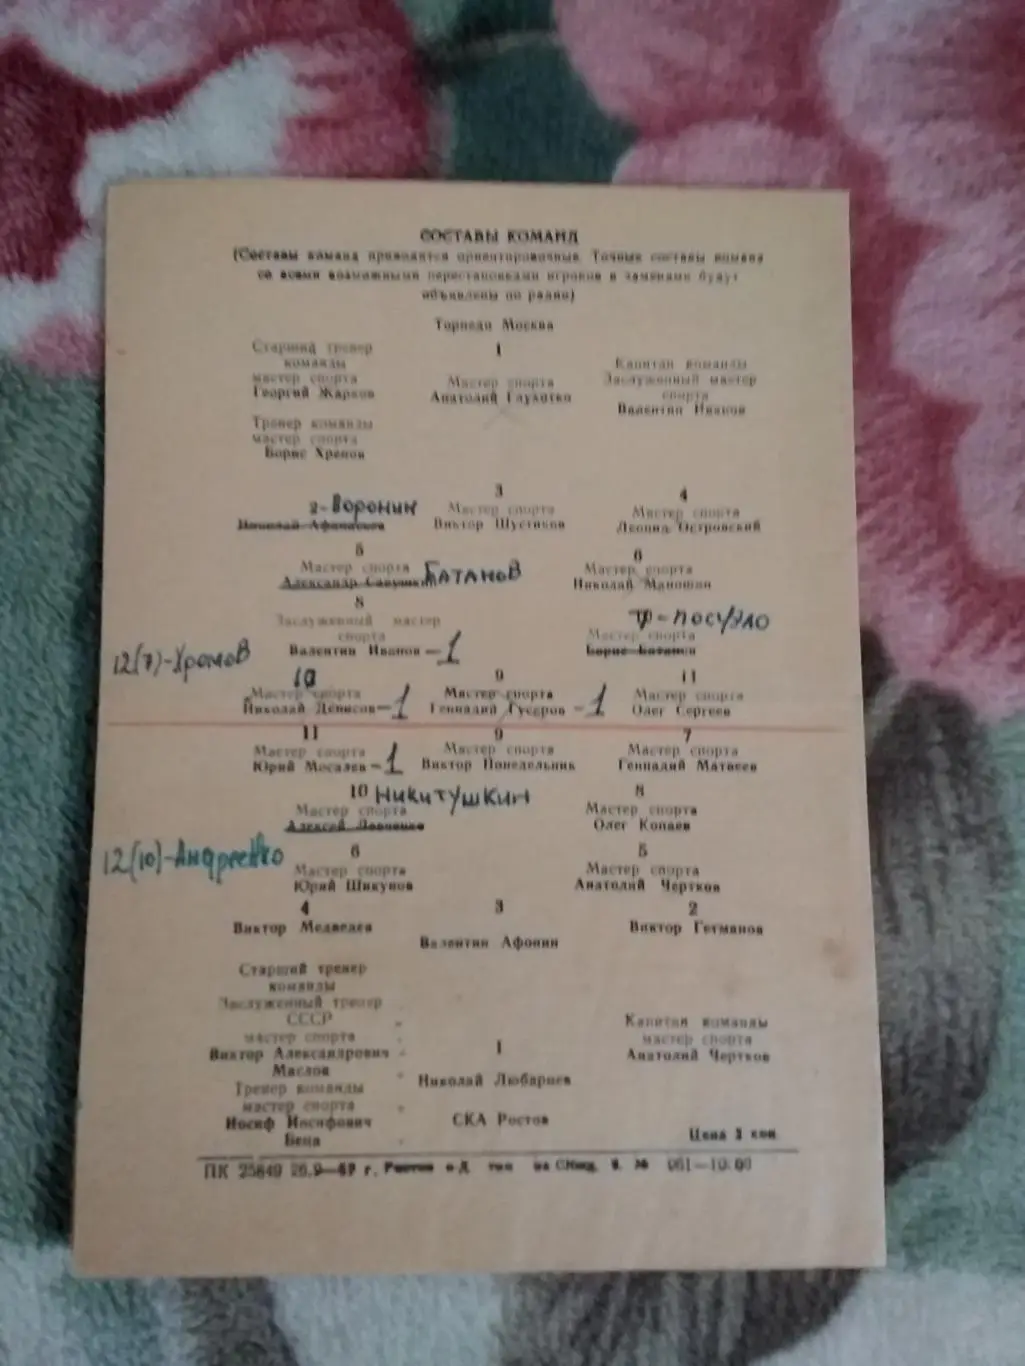 СОСТАВЫ КОМАНД
(Составы команд приводятся ориентировочные. Точные составы команд
со всеми возможными перестановками игроков и заменами будут
объявлены по радио)
Торпедо Москва
Старший тренер команды мастер спорта Георгий Жарков
Тренер команды мастер спорта Борис Хренов
1
Мастер спорта
Анатолий Глухотко
Капитан команды
Заслуженный мастер
спорта
Валентин Иванов
2-Воронин
3
Мастер спорта
Виктор Шустиков
4
Мастер спорта
Леонид Островский
5
Мастер спорта
Александр Батанов
6
Мастер спорта
Николай Маношин
8
Заслуженный мастер
спорта
Валентин Иванов – 1
7 - Посуэло
Мастер спорта
Борис Батанов
12(7)-Хромов
10
Мастер спорта
Николай Денисов – 1
9
Мастер спорта
Геннадий Гусаров – 1
11
Мастер спорта
Олег Сергеев
11
Мастер спорта
Юрий Мосалев – 1
9
Мастер спорта
Виктор Понедельник
7
Мастер спорта
Геннадий Матвеев
10 Никитушкин
Мастер спорта
8
Мастер спорта
Олег Копаев
12(10)-Андреенко
6
Мастер спорта
Юрий Шикунов
5
Мастер спорта
Анатолий Чертков
4
Виктор Медведев
3
Валентин Афонин
2
Виктор Гетманов
Старший тренер
команды
Заслуженный тренер
СССР
мастер спорта
Виктор Александрович
Маслов
Тренер команды
мастер спорта
Иосиф Иосифович
Беца
1
Николай Любарцев
Капитан команды
мастер спорта
Анатолий Чертков
СКА Ростов
Цена 3 коп
ПК 25849 26.9